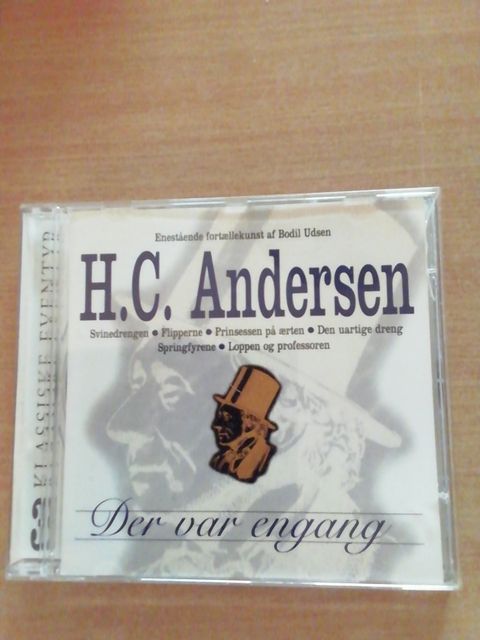 Enestående fortællekunst af Bodil Udsen
H.C. Andersen
Svinedrengen ● Flipperne ● Prinsessen på ærten ● Den uartige dreng
Springfyrene ● Loppen og professoren
Der var engang
KLASSISKE EVENTYR